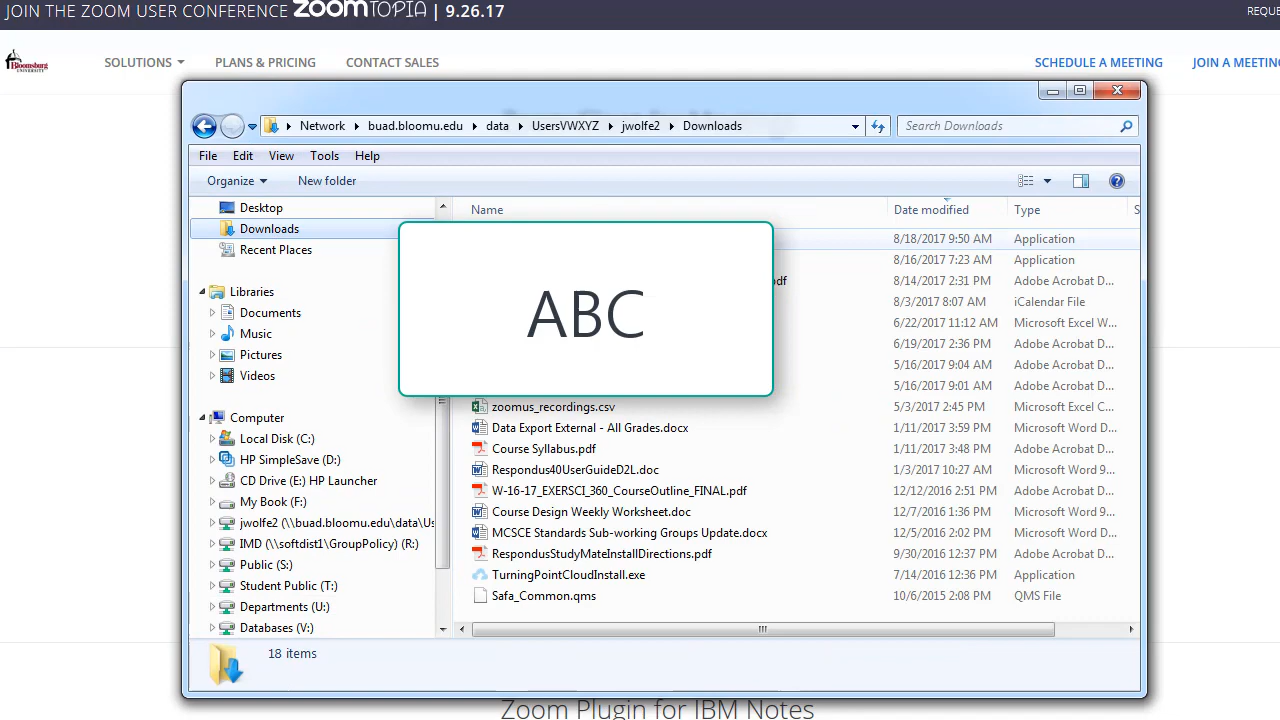 JOIN THE ZOOM USER CONFERENCE ZOOMTOPIA | 9.26.17
Bloomsburg
UNIVERSITY
SOLUTIONS PLANS & PRICING CONTACT SALES SCHEDULE A MEETING
Network buad.bloomu.edu data UsersVWXYZ jwolfe2 Downloads Search Downloads
File Edit View Tools Help
Organize New folder
Name Date modified Type
Desktop
Downloads 8/18/2017 9:50 AM Application
Recent Places 8/16/2017 7:23 AM Application
8/14/2017 2:31 PM Adobe Acrobat D...
Libraries 8/3/2017 8:07 AM iCalendar File
Documents 6/22/2017 11:12 AM Microsoft Excel W...
Music 6/19/2017 2:36 PM Adobe Acrobat D...
Pictures 5/16/2017 9:04 AM Adobe Acrobat D...
Videos 5/16/2017 9:01 AM Adobe Acrobat D...
ABC
zoomus_recordings.csv 5/3/2017 2:45 PM Microsoft Excel C...
Computer Data Export External - All Grades.docx 1/11/2017 3:59 PM Microsoft Word D...
Local Disk (C:) Course Syllabus.pdf 1/11/2017 3:48 PM Adobe Acrobat D...
HP SimpleSave (D:) Respondus40UserGuideD2L.doc 1/3/2017 10:27 AM Microsoft Word 9...
CD Drive (E:) HP Launcher W-16-17_EXERSCI_360_CourseOutline_FINAL.pdf 12/12/2016 2:51 PM Adobe Acrobat D...
My Book (F:) Course Design Weekly Worksheet.docx 12/7/2016 1:36 PM Microsoft Word D...
jwolfe2 (\\buad.bloomu.edu\data\Us MCSCE Standards Sub-working Groups Update.docx 12/5/2016 2:02 PM Microsoft Word D...
IMD (\\softdist1\GroupPolicy) (R:) RespondusStudyMateInstallDirections.pdf 9/30/2016 12:37 PM Adobe Acrobat D...
Public (S:) TurningPointCloudInstall.exe 7/14/2016 12:36 PM Application
Student Public (T:) Safa_Common.qms 10/6/2015 2:08 PM QMS File
Departments (U:)
Databases (V:)
18 items
Zoom Plugin for IBM Notes